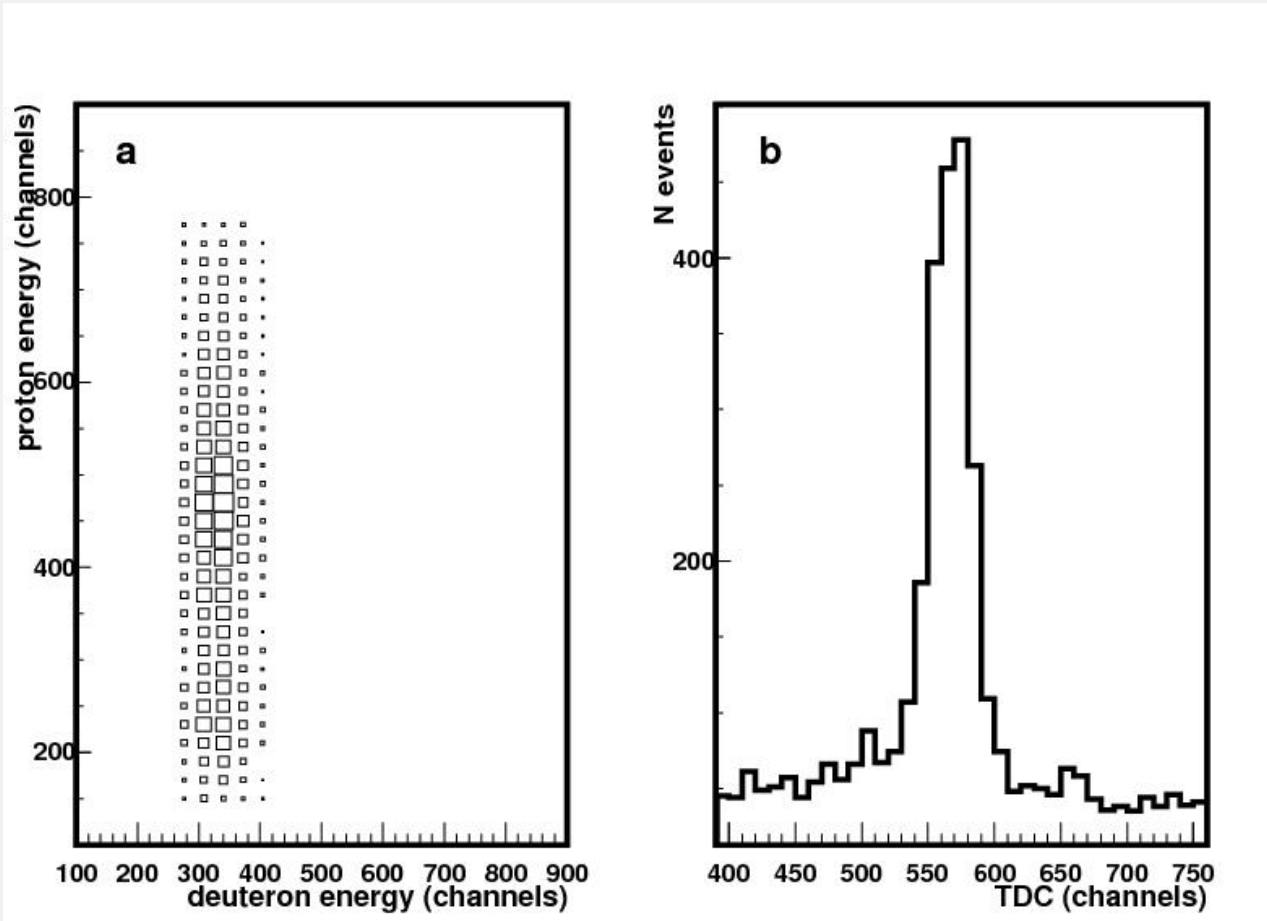 a
proton energy (channels)
800
600
400
200
100 200 300 400 500 600 700 800 900
deuteron energy (channels)
b
N events
400
200
400 450 500 550 600 650 700 750
TDC (channels)